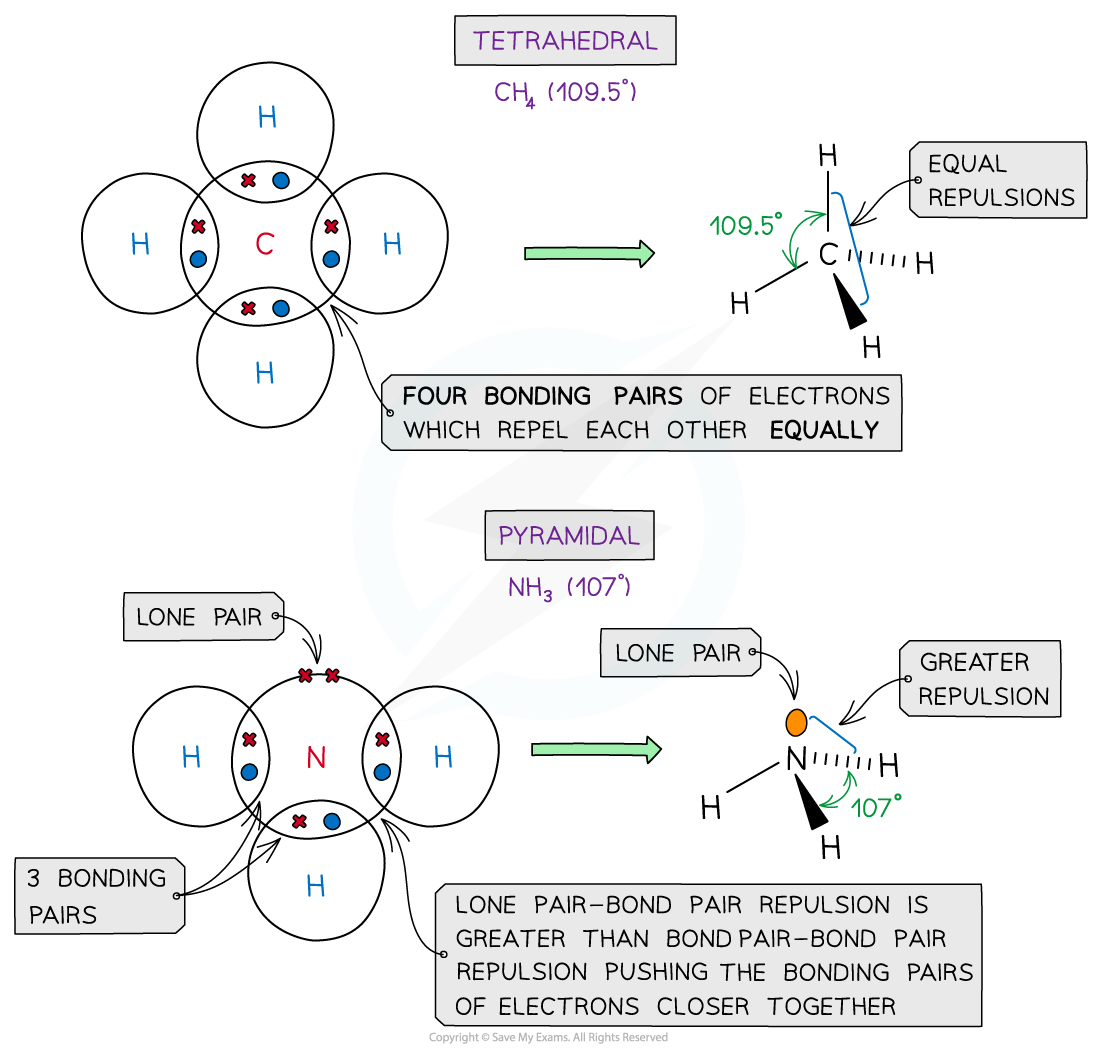 TETRAHEDRAL
CH₄ (109.5°)
H
H
C
H
H
H
109.5°
C
H
H
H
EQUAL
REPULSIONS
FOUR BONDING PAIRS OF ELECTRONS
WHICH REPEL EACH OTHER EQUALLY
PYRAMIDAL
NH₃ (107°)
LONE PAIR
H
N
H
H
3 BONDING
PAIRS
LONE PAIR
GREATER
REPULSION
N
H
H
107°
H
LONE PAIR-BOND PAIR REPULSION IS
GREATER THAN BOND PAIR-BOND PAIR
REPULSION PUSHING THE BONDING PAIRS
OF ELECTRONS CLOSER TOGETHER
Copyright © Save My Exams. All Rights Reserved